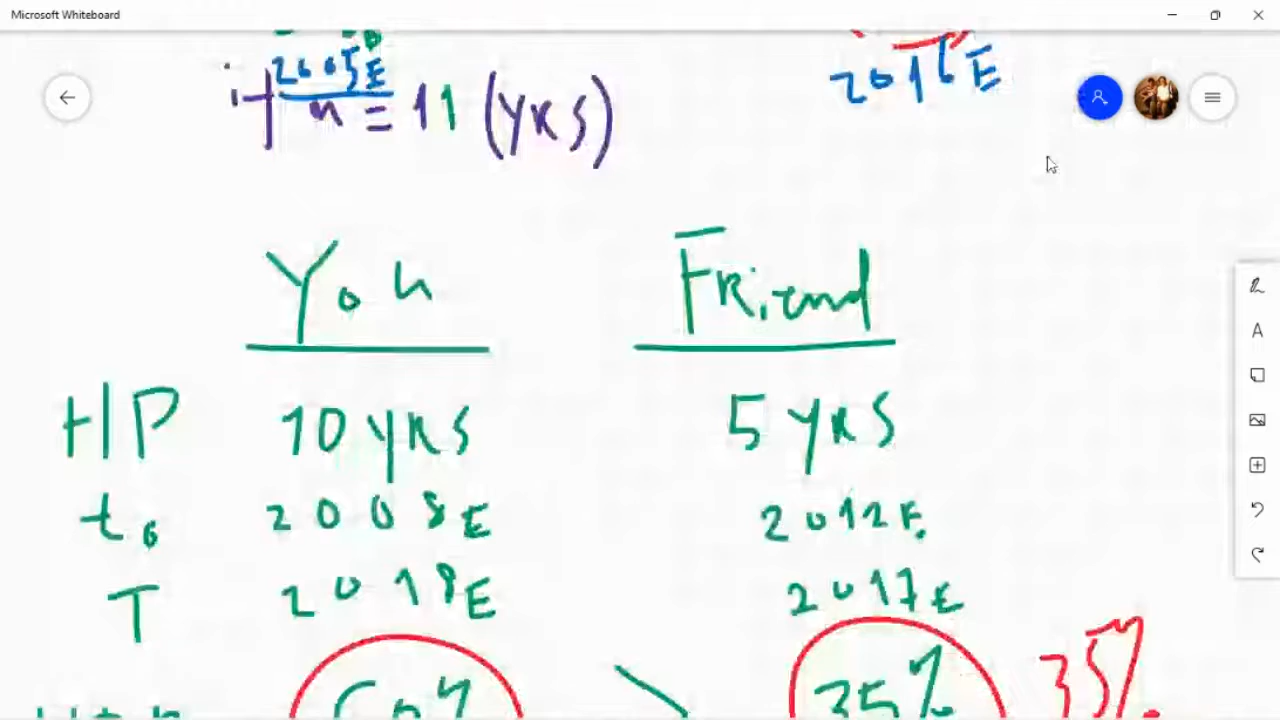 Microsoft Whiteboard
2005E
2016E
n = 11 (yrs)
You Friend
HP 10 yrs 5 yrs
t0 2008E 2012E
T 2018E 2017E
35% 35%